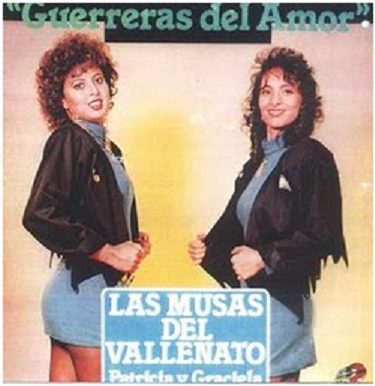 "Guerreras del Amor"
LAS MUSAS
DEL
VALLENATO
Patricia y Graciela